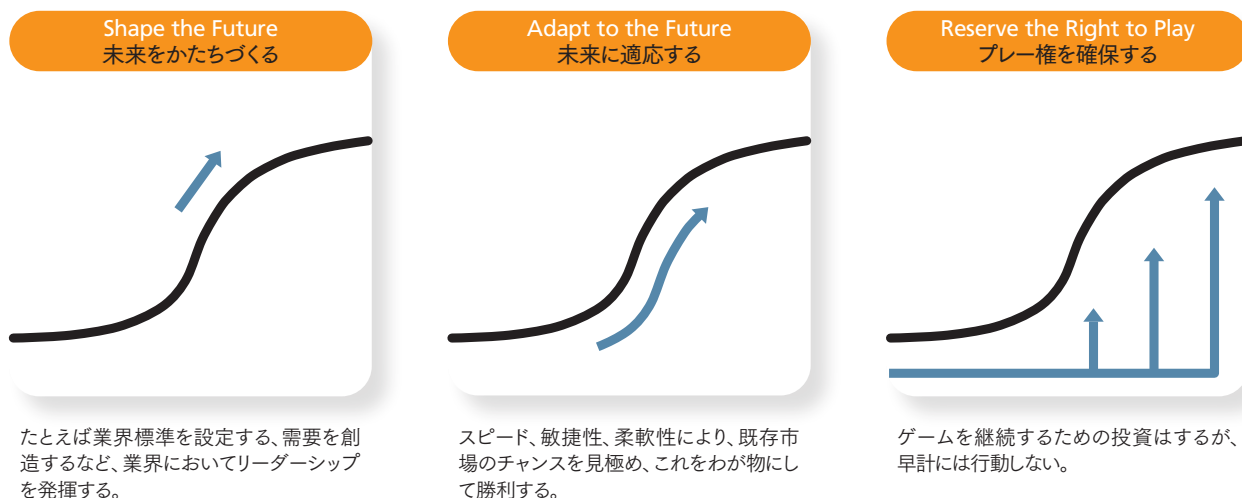 Shape the Future
未来をかたちづくる
たとえば業界標準を設定する、需要を創
造するなど、業界においてリーダーシップ
を発揮する。
Adapt to the Future
未来に適応する
スピード、敏捷性、柔軟性により、既存市
場のチャンスを見極め、これをわが物にし
て勝利する。
Reserve the Right to Play
プレー権を確保する
ゲームを継続するための投資はするが、
早計には行動しない。